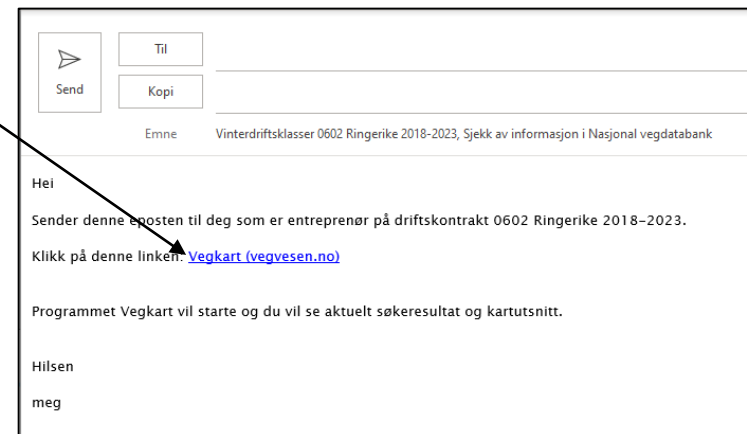 Til
Send
Kopi
Emne Vinterdriftsklasser 0602 Ringerike 2018-2023, Sjekk av informasjon i Nasjonal vegdatabank
Hei
Sender denne eposten til deg som er entreprenør på driftskontrakt 0602 Ringerike 2018-2023.
Klikk på denne linken: Vegkart (vegvesen.no)
Programmet Vegkart vil starte og du vil se aktuelt søkeresultat og kartutsnitt.
Hilsen
meg